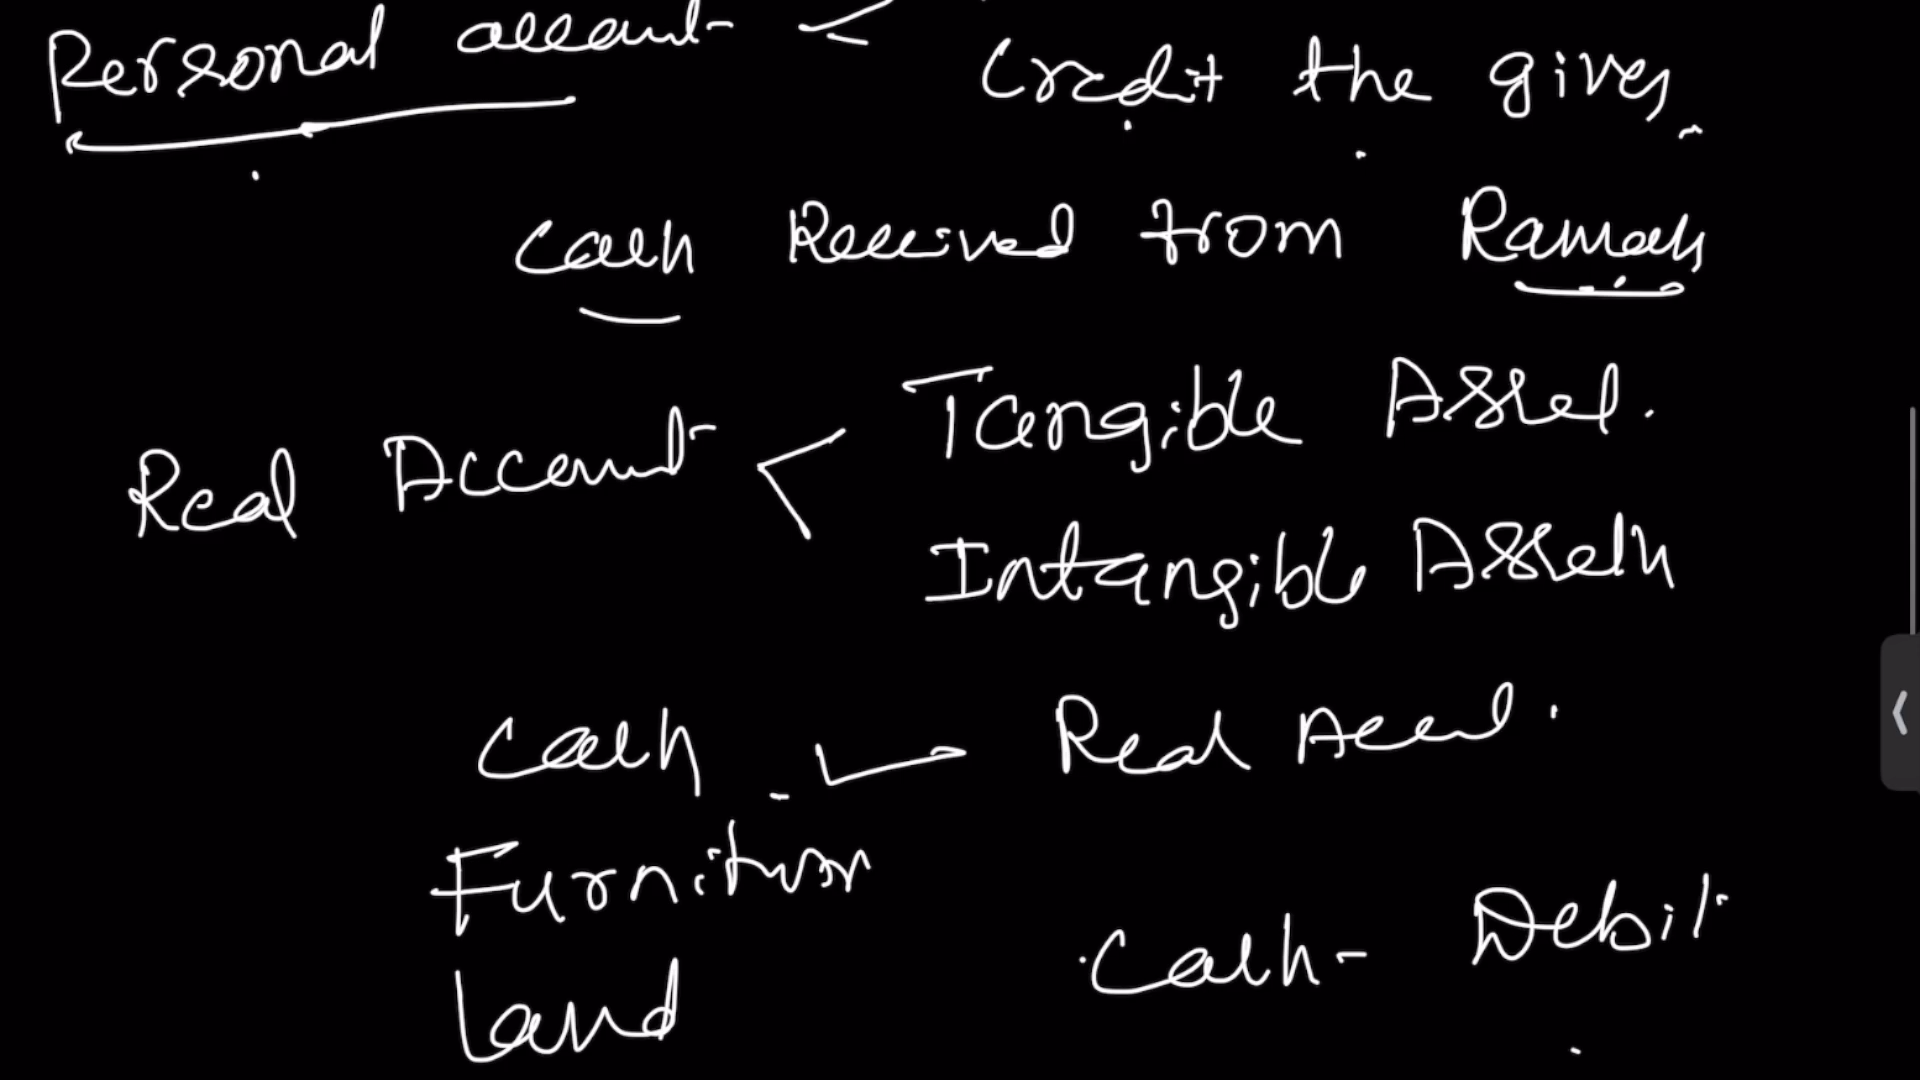 Personal account
Credit the giver
Cash Received from Ramesh
Real Account Tangible Asset.
Intangible Assets
Cash - Real Account.
Furniture
Land
Cash - Debit